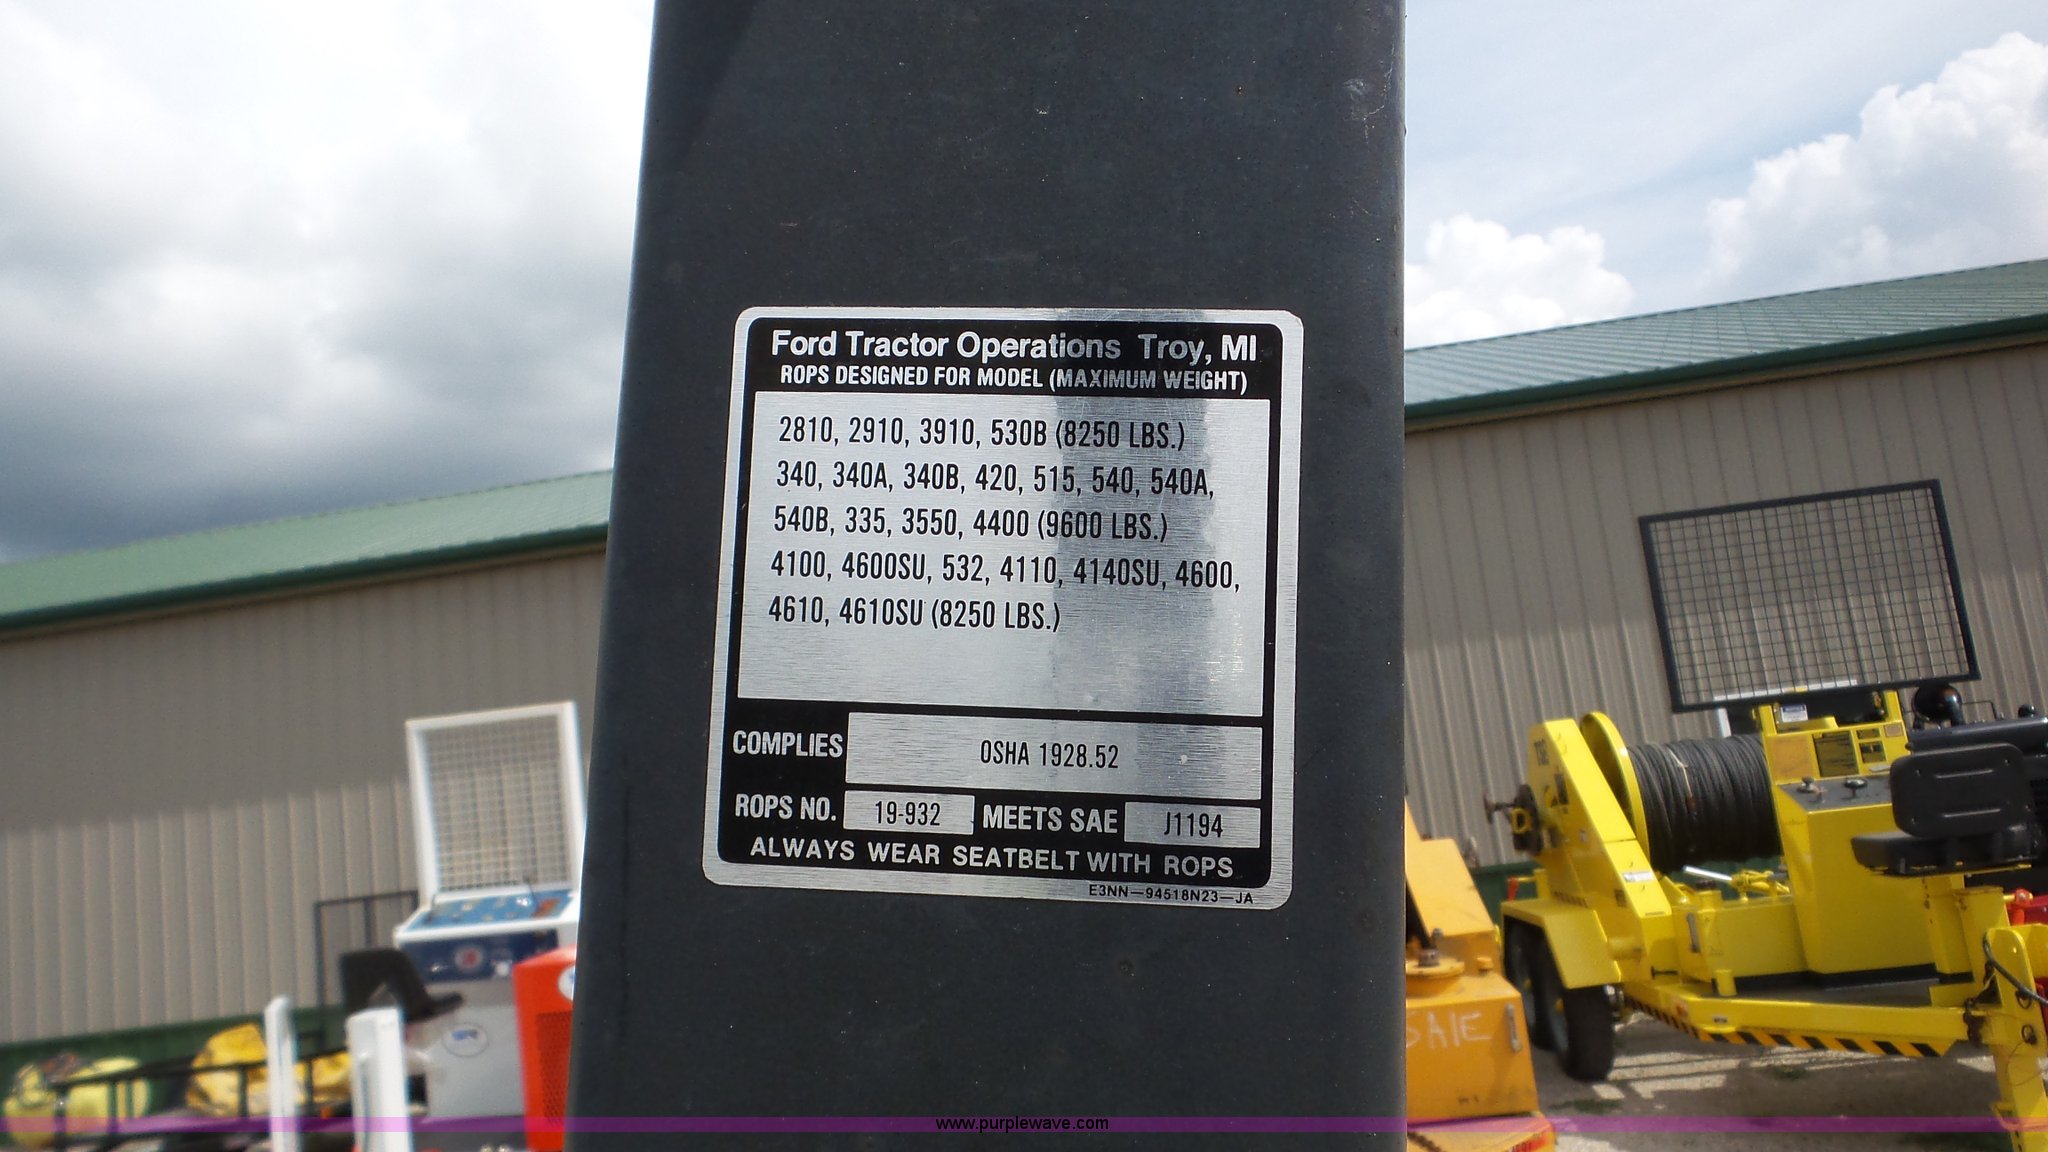 Ford Tractor Operations Troy, MI
ROPS DESIGNED FOR MODEL (MAXIMUM WEIGHT)
2810, 2910, 3910, 530B (8250 LBS.)
340, 340A, 340B, 420, 515, 540, 540A,
540B, 335, 3550, 4400 (9600 LBS.)
4100, 4600SU, 532, 4110, 4140SU, 4600,
4610, 4610SU (8250 LBS.)
COMPLIES OSHA 1928.52
ROPS NO. 19-932 MEETS SAE J1194
ALWAYS WEAR SEATBELT WITH ROPS
E3NN-94518N23-JA
TSE
SALE
www.purplewave.com